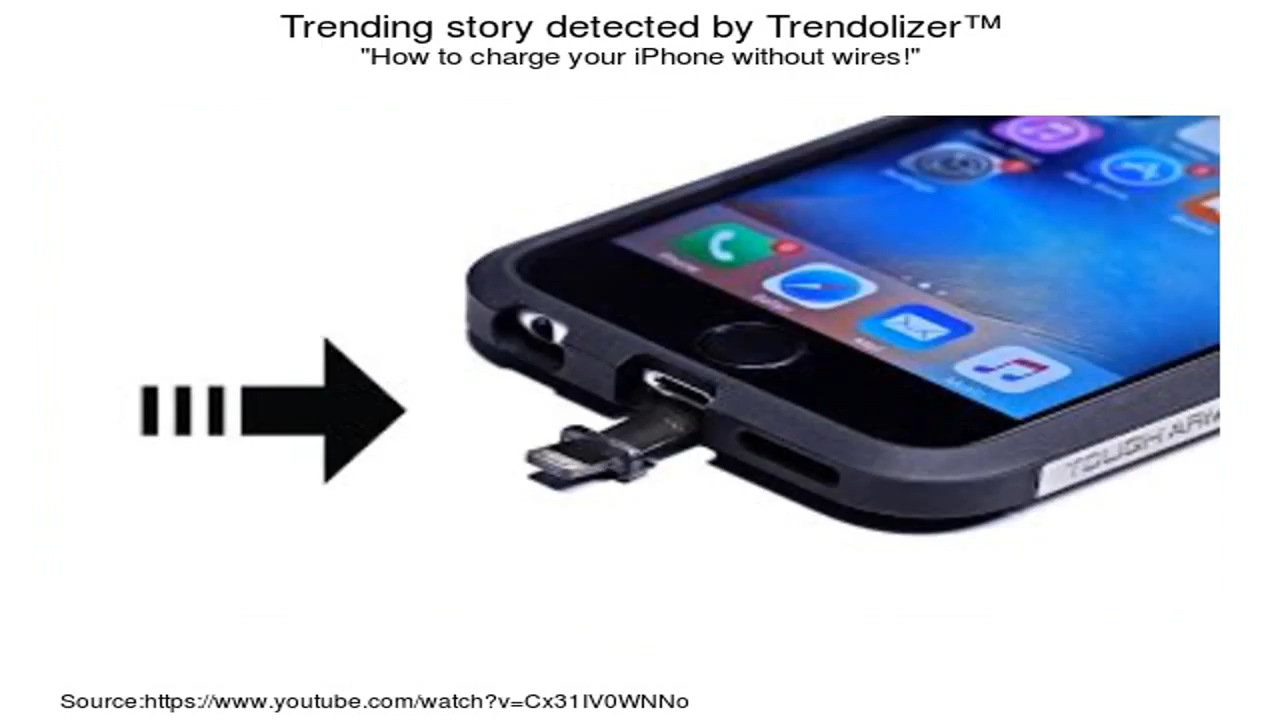 Trending story detected by Trendolizer™
"How to charge your iPhone without wires!"
TOUGH ARM
Source:https://www.youtube.com/watch?v=Cx31IV0WNNo